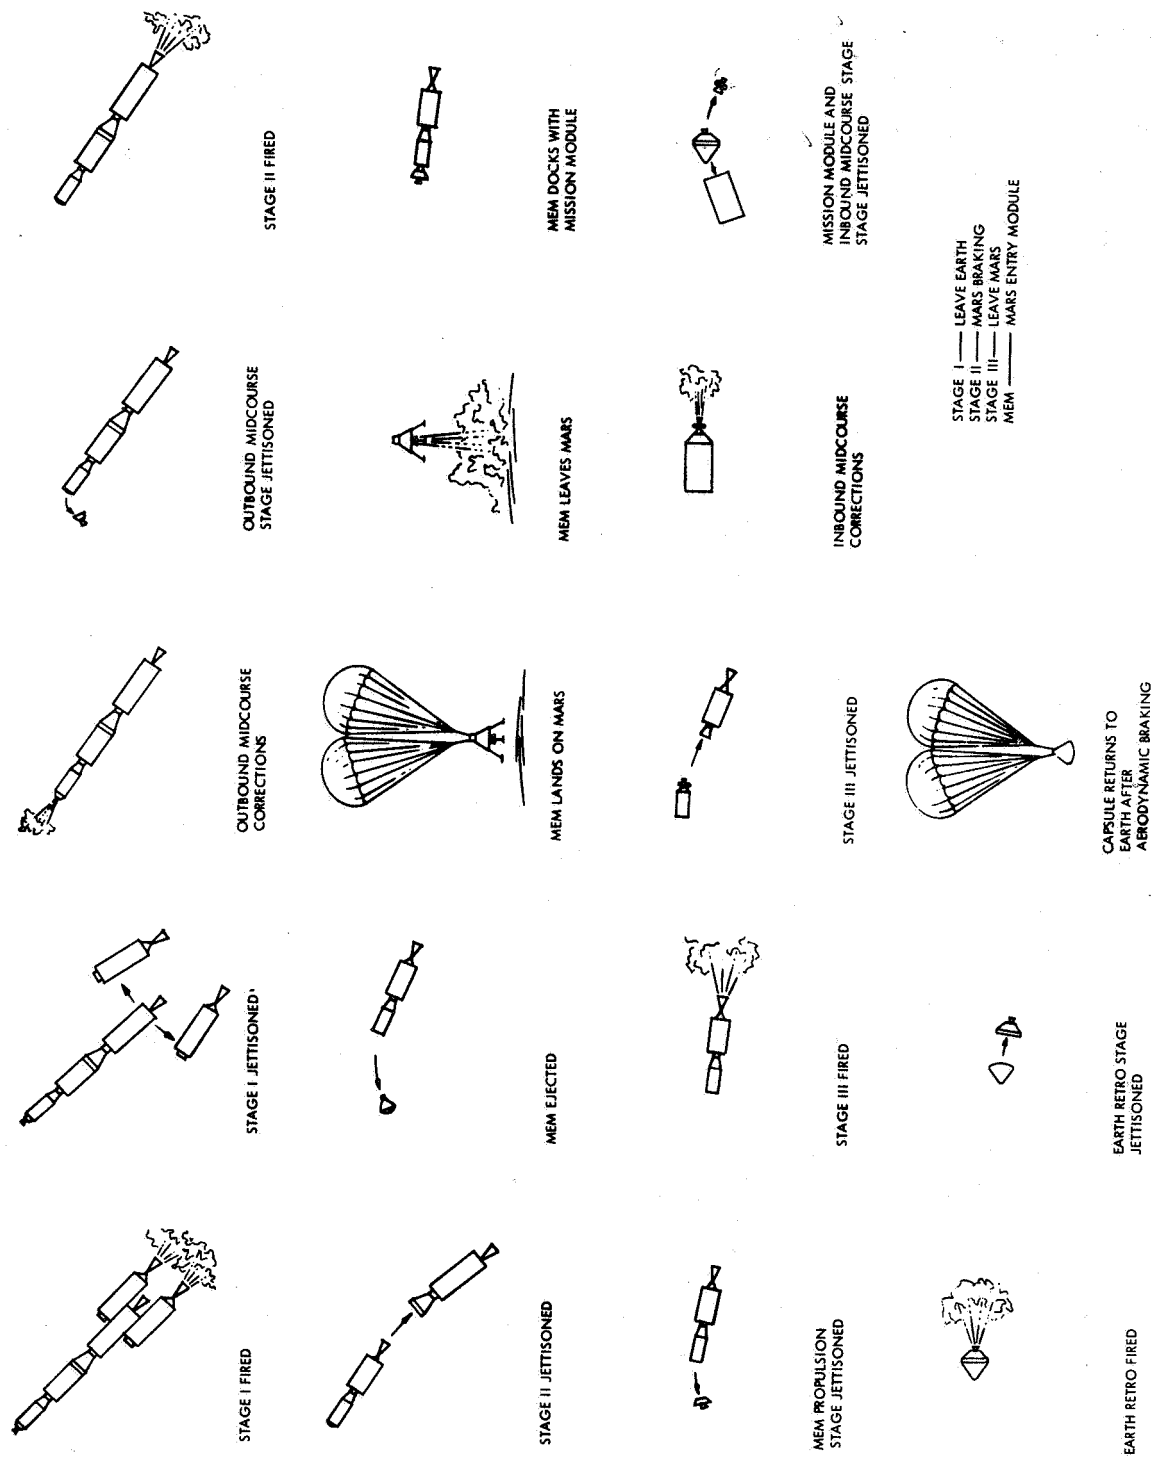 STAGE I FIRED
STAGE I JETTISONED
OUTBOUND MIDCOURSE
CORRECTIONS
OUTBOUND MIDCOURSE
STAGE JETTISONED
STAGE II FIRED
STAGE II JETTISONED
MEM EJECTED
MEM LANDS ON MARS
MEM LEAVES MARS
MEM DOCKS WITH
MISSION MODULE
MEM PROPULSION
STAGE JETTISONED
STAGE III FIRED
STAGE III JETTISONED
INBOUND MIDCOURSE
CORRECTIONS
MISSION MODULE AND
INBOUND MIDCOURSE STAGE
STAGE JETTISONED
EARTH RETRO FIRED
EARTH RETRO STAGE
JETTISONED
CAPSULE RETURNS TO
EARTH AFTER
AERODYNAMIC BRAKING
STAGE I — LEAVE EARTH
STAGE II — MARS BRAKING
STAGE III — LEAVE MARS
MEM — MARS ENTRY MODULE